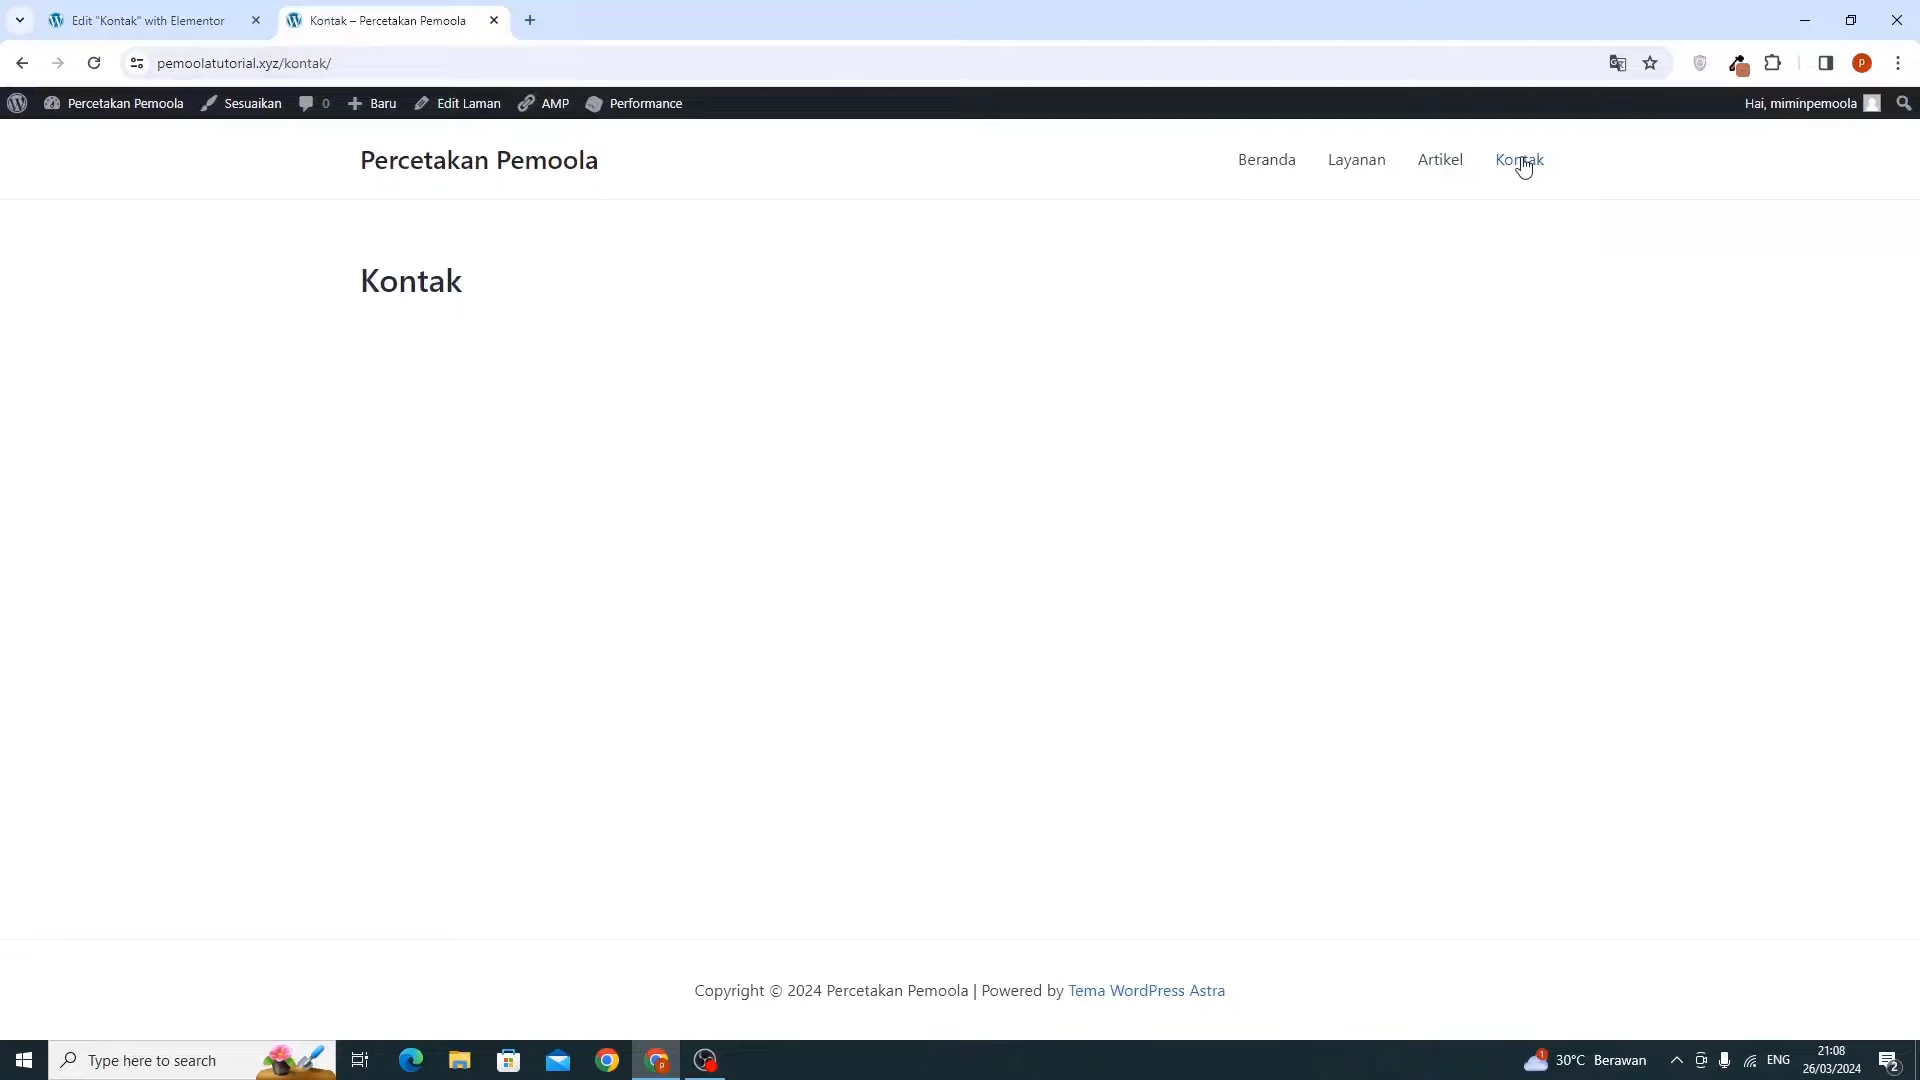 Edit "Kontak" with Elementor
Kontak – Percetakan Pemoola
pemoolatutorial.xyz/kontak/
P
Percetakan Pemoola Sesuaikan 0 Baru Edit Laman AMP Performance Hai, miminpemoola
Percetakan Pemoola
Beranda Layanan Artikel Kontak
Kontak
Copyright © 2024 Percetakan Pemoola | Powered by Tema WordPress Astra
Type here to search
P
1
30°C Berawan
ENG
21:08
26/03/2024
2